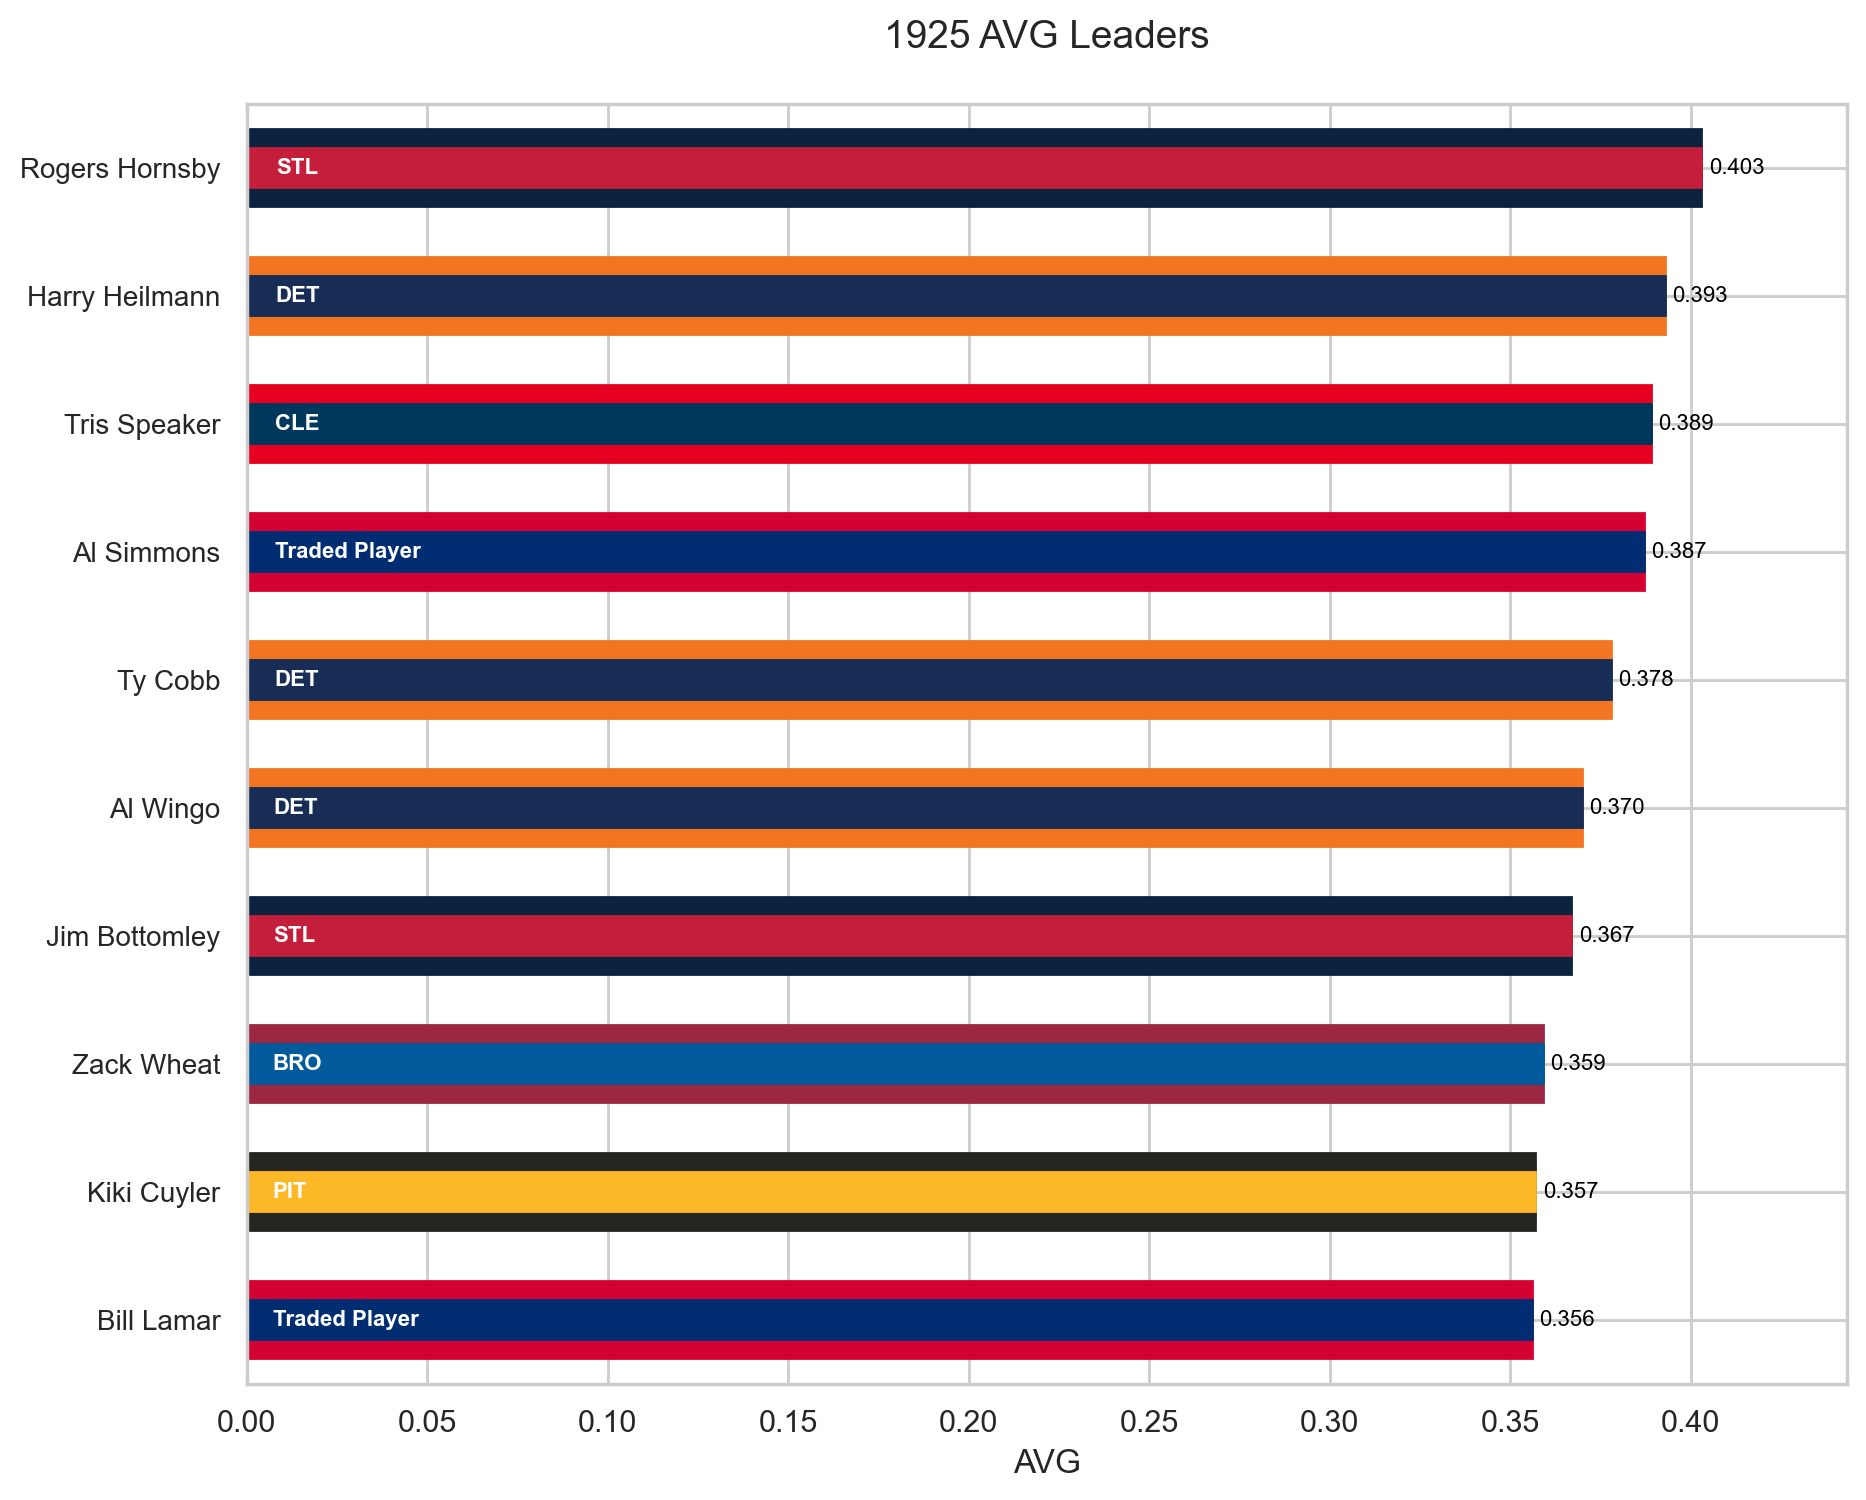 1925 AVG Leaders
Rogers Hornsby STL 0.403
Harry Heilmann DET 0.393
Tris Speaker CLE 0.389
Al Simmons Traded Player 0.387
Ty Cobb DET 0.378
Al Wingo DET 0.370
Jim Bottomley STL 0.367
Zack Wheat BRO 0.359
Kiki Cuyler PIT 0.357
Bill Lamar Traded Player 0.356
0.00 0.05 0.10 0.15 0.20 0.25 0.30 0.35 0.40
AVG